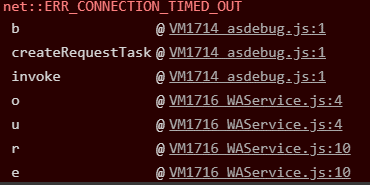 net::ERR_CONNECTION_TIMED_OUT
b @ VM1714 asdebug.js:1
createRequestTask @ VM1714 asdebug.js:1
invoke @ VM1714 asdebug.js:1
o @ VM1716 WAService.js:4
u @ VM1716 WAService.js:4
r @ VM1716 WAService.js:10
e @ VM1716 WAService.js:10